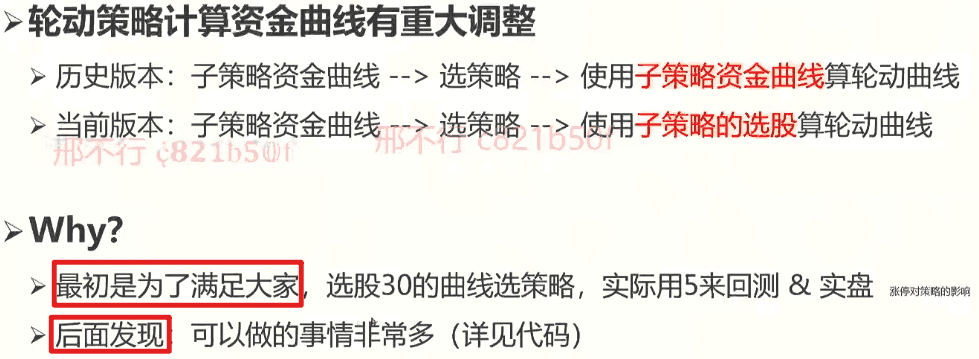 轮动策略计算资金曲线有重大调整
历史版本：子策略资金曲线 --> 选策略 --> 使用子策略资金曲线算轮动曲线
当前版本：子策略资金曲线 --> 选策略 --> 使用子策略的选股算轮动曲线
邢不行 c821b50f
邢不行 c821b50f
Why?
最初是为了满足大家，选股30的曲线选策略，实际用5来回测 & 实盘 涨停对策略的影响
后面发现：可以做的事情非常多（详见代码）